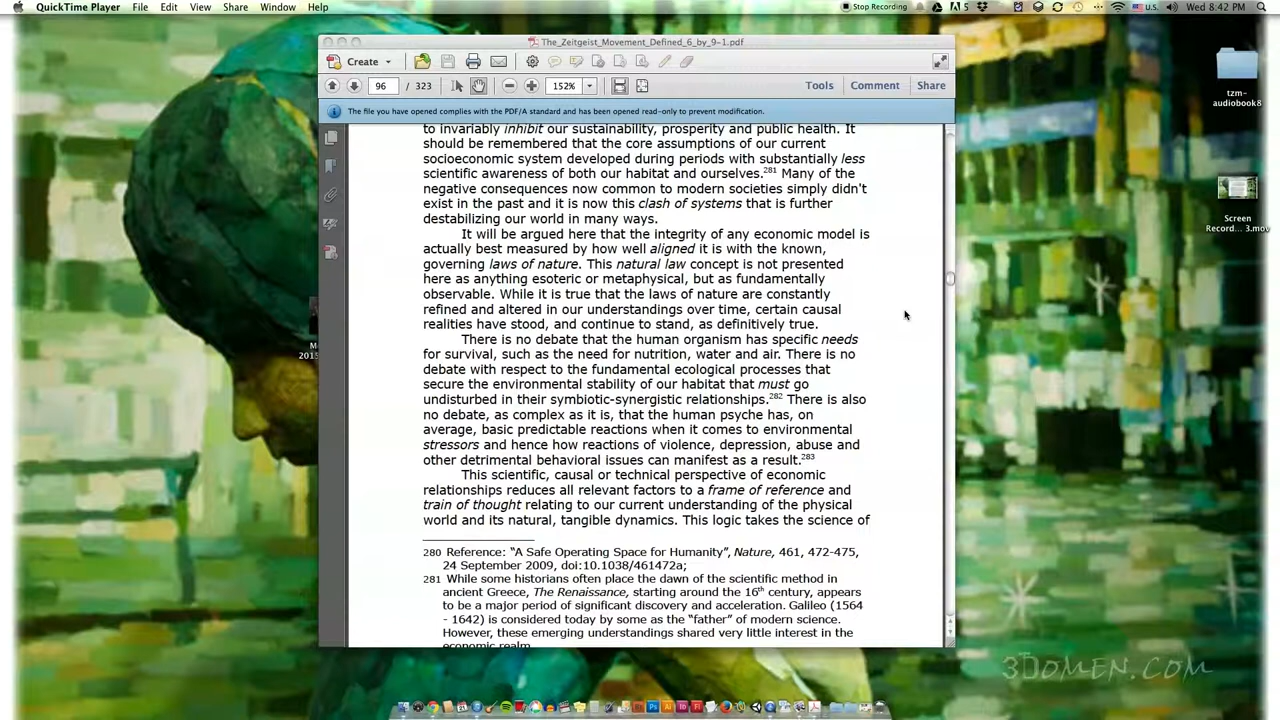 QuickTime Player File Edit View Share Window Help
Stop Recording 5 U.S. Wed 8:42 PM
The_Zeitgeist_Movement_Defined_6_by_9-1.pdf
Create
96 / 323 152% Tools Comment Share
The file you have opened complies with the PDF/A standard and has been opened read-only to prevent modification.
to invariably inhibit our sustainability, prosperity and public health. It
should be remembered that the core assumptions of our current
socioeconomic system developed during periods with substantially less
scientific awareness of both our habitat and ourselves.281 Many of the
negative consequences now common to modern societies simply didn't
exist in the past and it is now this clash of systems that is further
destabilizing our world in many ways.
It will be argued here that the integrity of any economic model is
actually best measured by how well aligned it is with the known,
governing laws of nature. This natural law concept is not presented
here as anything esoteric or metaphysical, but as fundamentally
observable. While it is true that the laws of nature are constantly
refined and altered in our understandings over time, certain causal
realities have stood, and continue to stand, as definitively true.
There is no debate that the human organism has specific needs
for survival, such as the need for nutrition, water and air. There is no
debate with respect to the fundamental ecological processes that
secure the environmental stability of our habitat that must go
undisturbed in their symbiotic-synergistic relationships.282 There is also
no debate, as complex as it is, that the human psyche has, on
average, basic predictable reactions when it comes to environmental
stressors and hence how reactions of violence, depression, abuse and
other detrimental behavioral issues can manifest as a result.283
This scientific, causal or technical perspective of economic
relationships reduces all relevant factors to a frame of reference and
train of thought relating to our current understanding of the physical
world and its natural, tangible dynamics. This logic takes the science of
280 Reference: “A Safe Operating Space for Humanity”, Nature, 461, 472-475,
24 September 2009, doi:10.1038/461472a;
281 While some historians often place the dawn of the scientific method in
ancient Greece, The Renaissance, starting around the 16th century, appears
to be a major period of significant discovery and acceleration. Galileo (1564
- 1642) is considered today by some as the “father” of modern science.
However, these emerging understandings shared very little interest in the
economic realm.
tzm-
audiobook8
Screen
Record... 3.mov
3DOMEN.COM